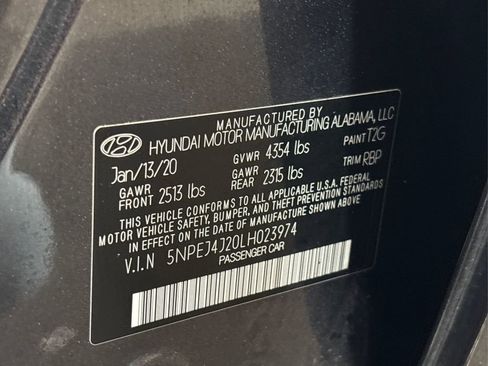 MANUFACTURED BY
HYUNDAI MOTOR MANUFACTURING ALABAMA, LLC
Jan/13/20 GVWR 4354 lbs PAINT T2G
GAWR FRONT 2513 lbs GAWR REAR 2315 lbs TRIM RBP
THIS VEHICLE CONFORMS TO ALL APPLICABLE U.S.A. FEDERAL
MOTOR VEHICLE SAFETY, BUMPER, AND THEFT PREVENTION STANDARDS
IN EFFECT ON THE DATE OF MANUFACTURE SHOWN ABOVE
V.I.N 5NPEJ4J20LH023974
PASSENGER CAR